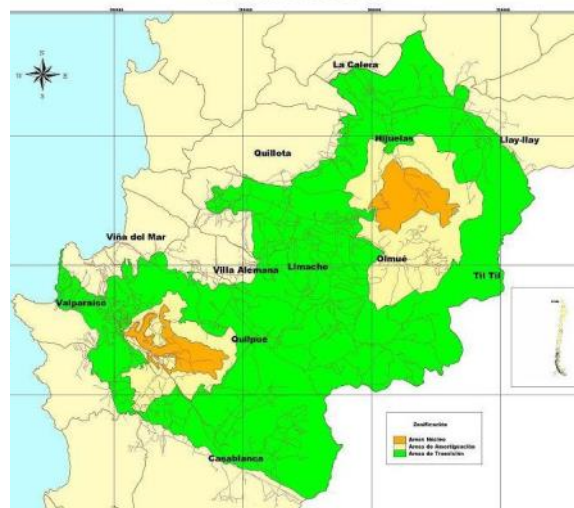 N
W E
S
La Calera
Hijuelas
Llay-llay
Quillota
Viña del Mar
Olmué
Villa Alemana
Limache
Til Til
Valparaíso
Quilpué
Casablanca
Zonificación
Areas Núcleo
Areas de Amortiguación
Areas de Transición